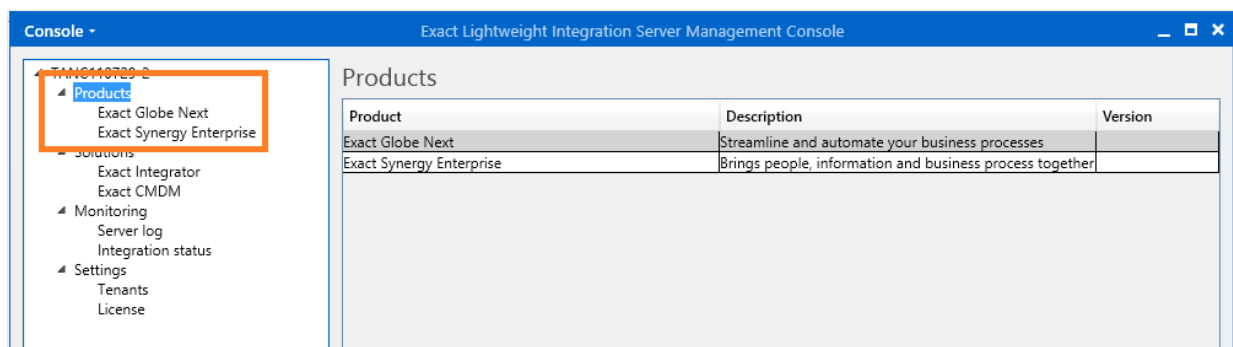 Console
Exact Lightweight Integration Server Management Console
TANC110729-2
Products
Exact Globe Next
Exact Synergy Enterprise
Solutions
Exact Integrator
Exact CMDM
Monitoring
Server log
Integration status
Settings
Tenants
License
Products
Product Description Version
Exact Globe Next Streamline and automate your business processes
Exact Synergy Enterprise Brings people, information and business process together